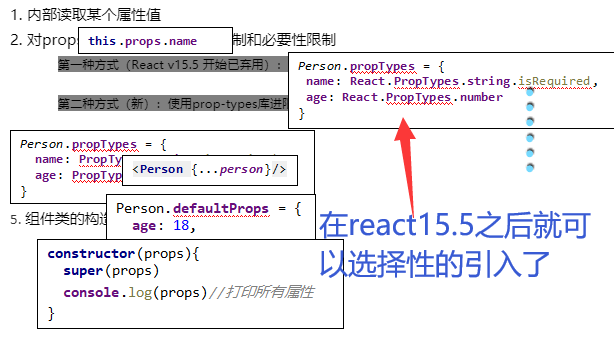 1. 内部读取某个属性值
this.props.name
2. 对prop
制和必要性限制
第一种方式（React v15.5 开始已弃用）：
Person.propTypes = {
name: React.PropTypes.string.isRequired,
age: React.PropTypes.number
}
第二种方式（新）：使用prop-types库进
Person.propTypes = {
name: PropTyp
age: PropType
}
<Person {...person}/>
Person.defaultProps = {
age: 18,
5. 组件类的构
constructor(props){
super(props)
console.log(props)//打印所有属性
}
在react15.5之后就可
以选择性的引入了